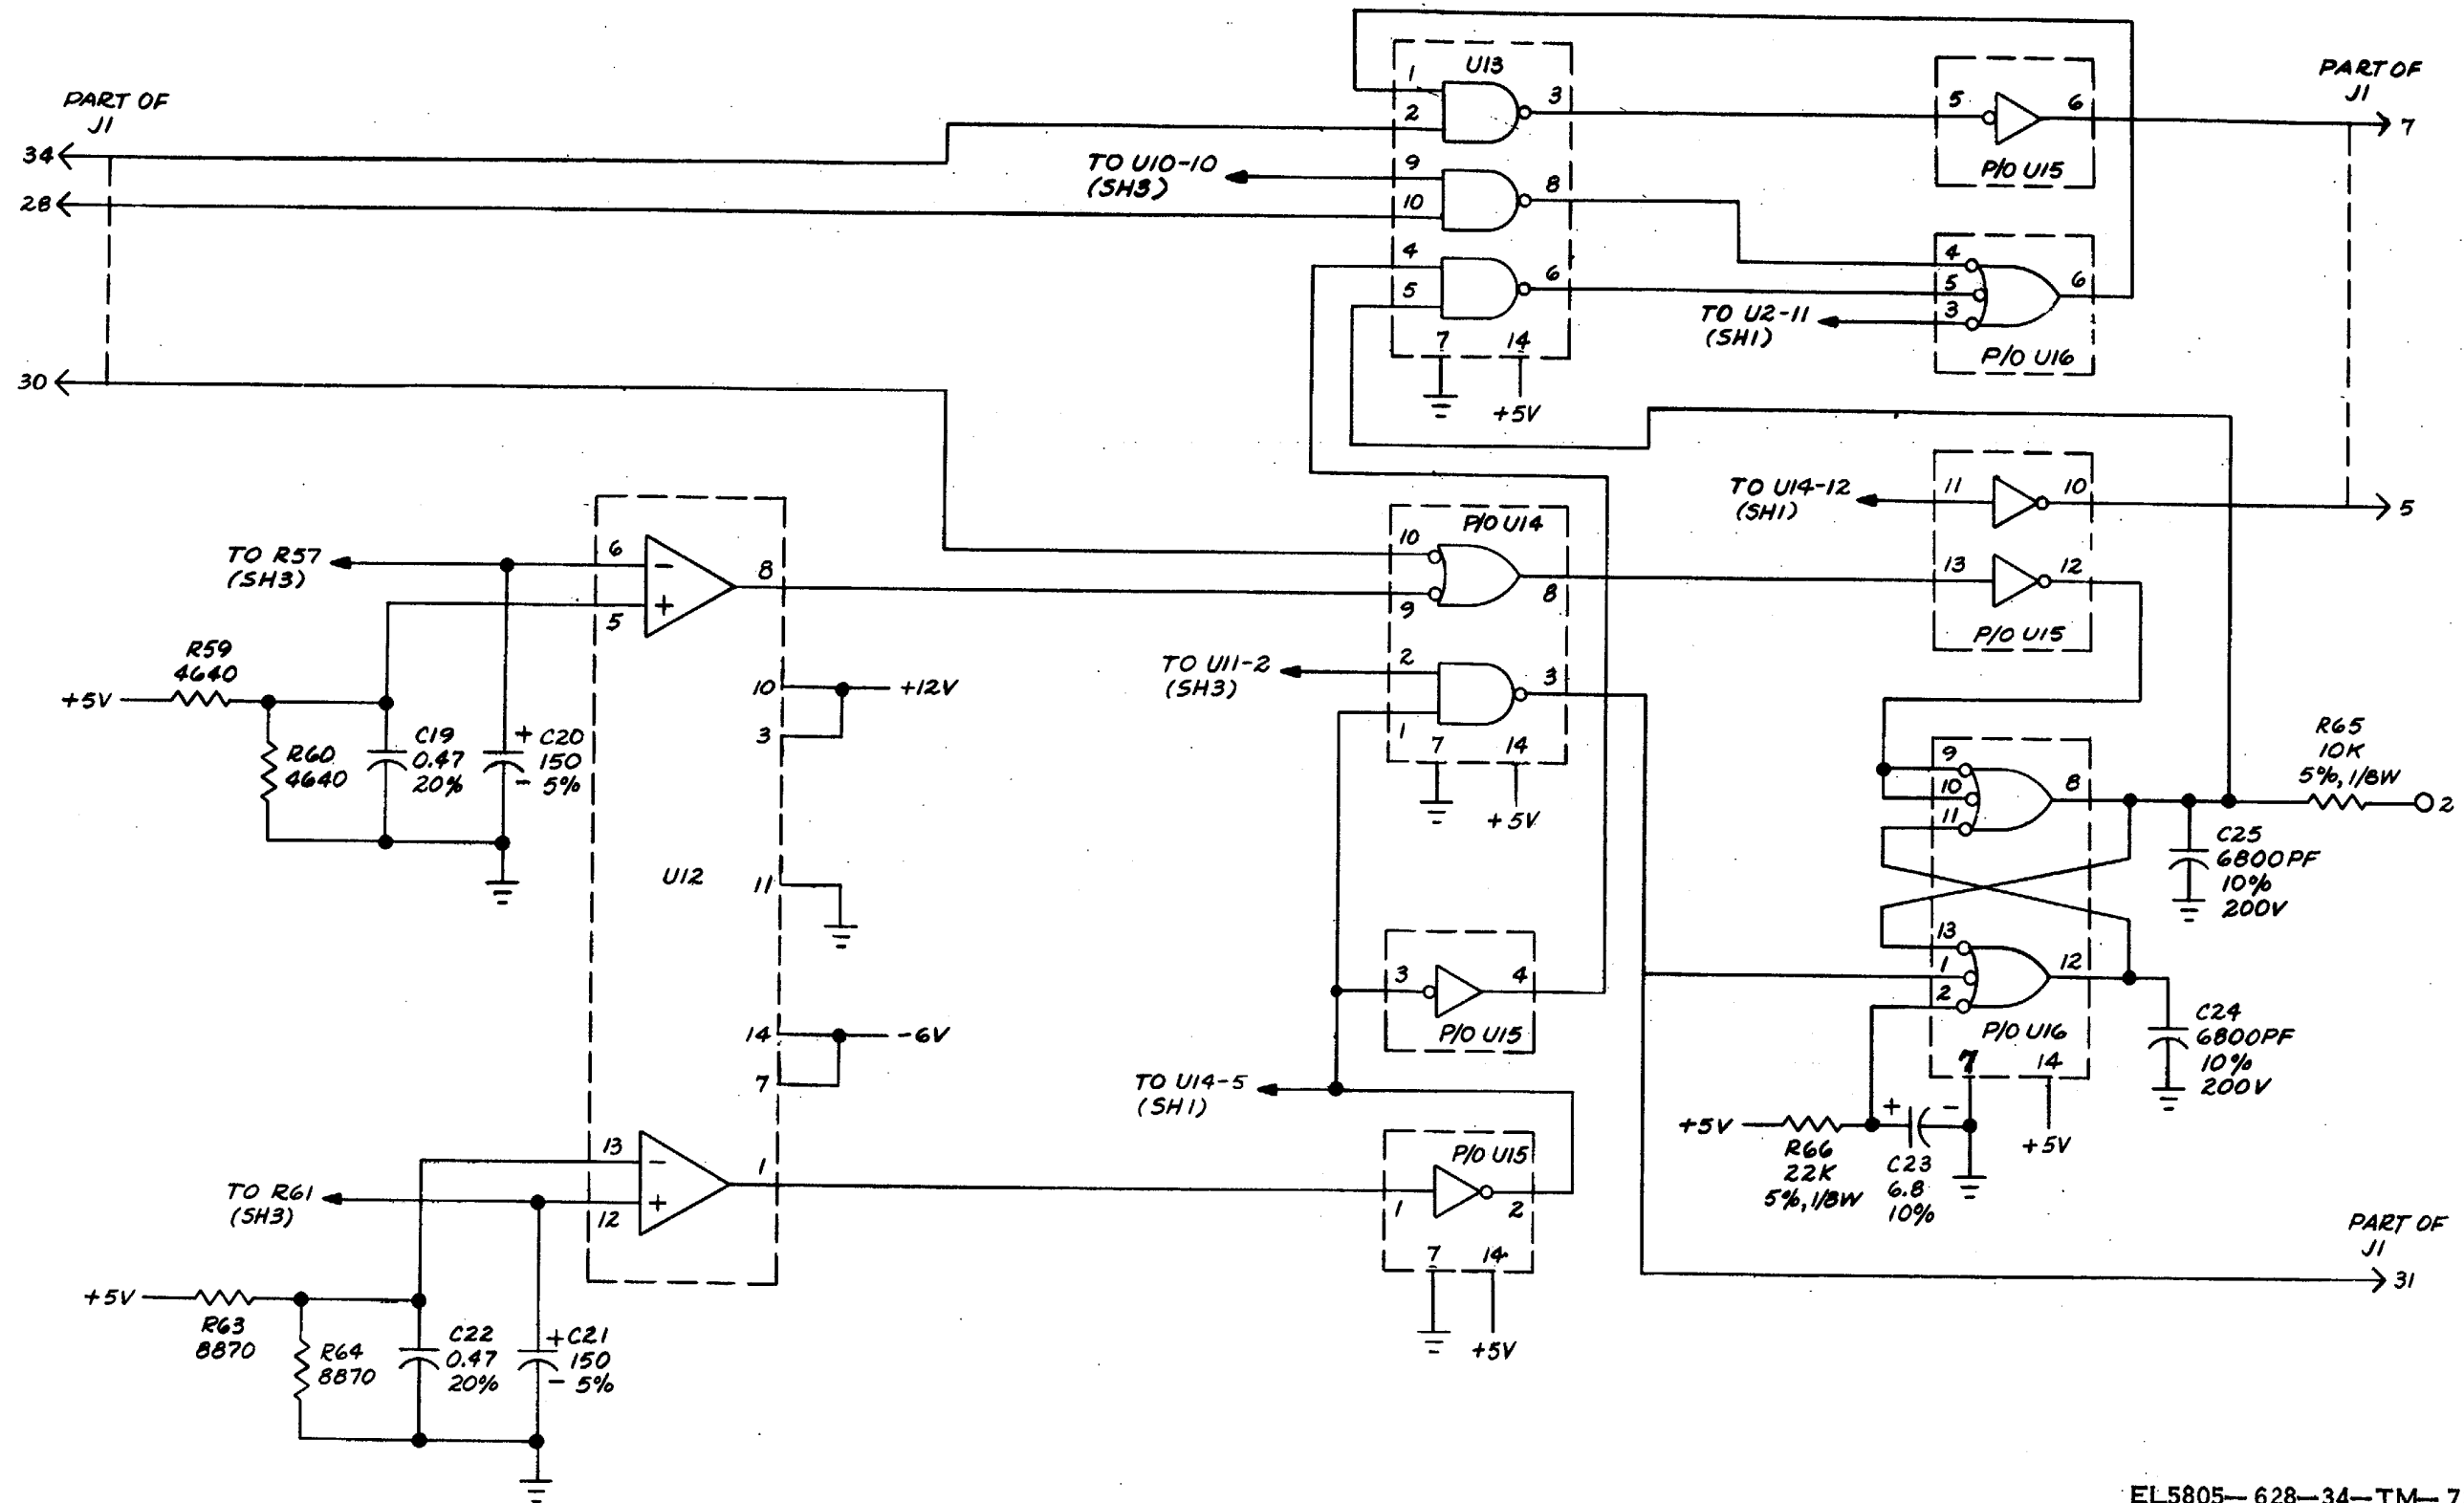 PART OF
J1
34
28
30
TO U10-10
(SH3)
U13
1
2
3
9
10
8
4
5
6
7
14
+5V
5
6
P/O U15
PART OF
J1
7
4
5
3
6
TO U2-11
(SH1)
P/O U16
TO R57
(SH3)
6
5
8
R59
4640
+5V
R60
4640
C19
0.47
20%
+ C20
150
- 5%
10
+12V
3
U12
11
14
-6V
7
P/O U14
10
9
8
TO U11-2
(SH3)
2
1
3
7
14
+5V
TO U14-12
(SH1)
11
10
5
13
12
P/O U15
9
10
11
8
R65
10K
5%, 1/8W
2
C25
6800PF
10%
200V
13
1
2
12
P/O U16
7
14
+5V
C24
6800PF
10%
200V
+5V
R66
22K
5%, 1/8W
+
-
C23
6.8
10%
3
4
P/O U15
TO U14-5
(SH1)
P/O U15
1
2
7
14
+5V
TO R61
(SH3)
13
12
1
+5V
R63
8870
R64
8870
C22
0.47
20%
+ C21
150
- 5%
PART OF
J1
31
EL5805-628-34-TM-7